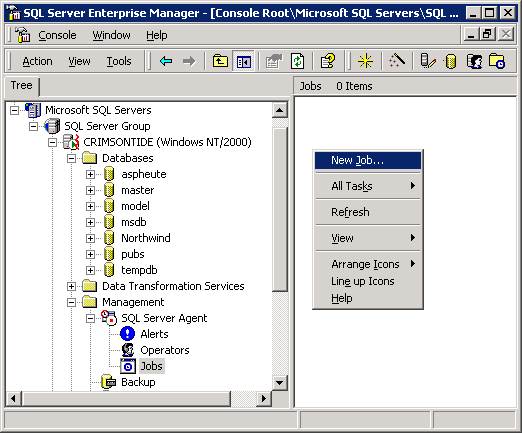 SQL Server Enterprise Manager - [Console Root\Microsoft SQL Servers\SQL ...
Console Window Help
Action View Tools
Tree
Jobs 0 Items
Microsoft SQL Servers
SQL Server Group
CRIMSONTIDE (Windows NT/2000)
Databases
aspheute
master
model
msdb
Northwind
pubs
tempdb
Data Transformation Services
Management
SQL Server Agent
Alerts
Operators
Jobs
Backup
New Job...
All Tasks
Refresh
View
Arrange Icons
Line up Icons
Help